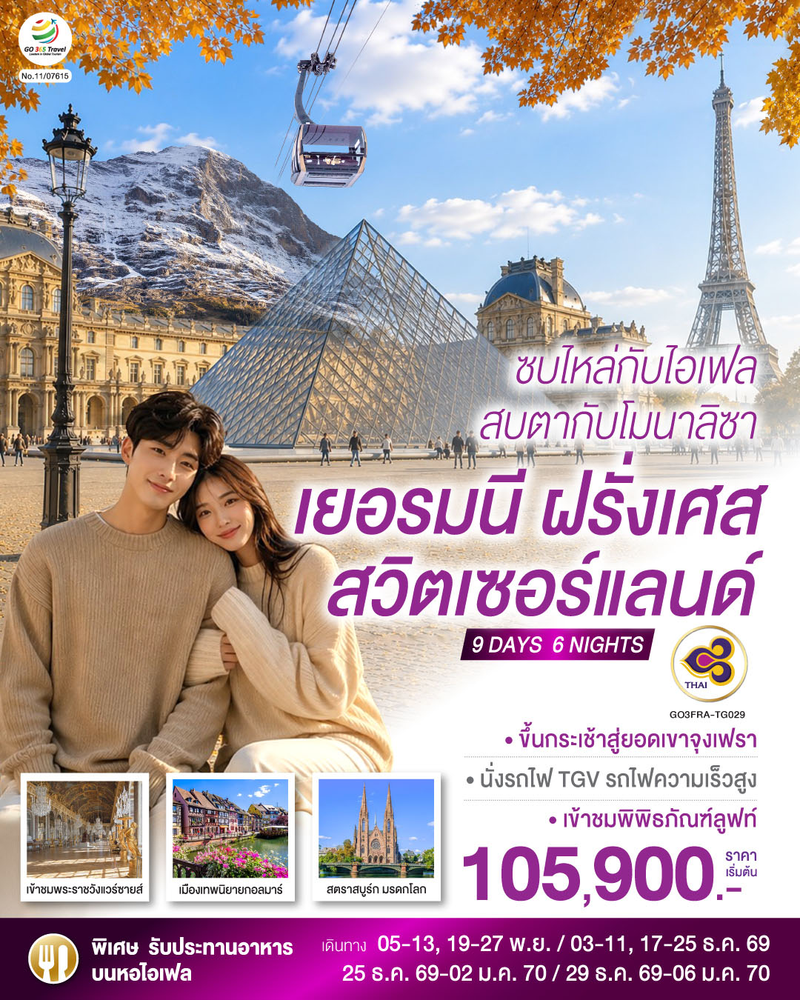 GO 365 Travel
Leaders in Global Tourism
No.11/07615
ซบไหล่กับไอเฟล
สบตากับโมนาลิซา
เยอรมนี ฝรั่งเศส
สวิตเซอร์แลนด์
9 DAYS 6 NIGHTS
THAI
GO3FRA-TG029
• ขึ้นกระเช้าสู่ยอดเขาจุงเฟรา
• นั่งรถไฟ TGV รถไฟความเร็วสูง
• เข้าชมพิพิธภัณฑ์ลูฟท์
105,900.-
ราคา
เริ่มต้น
เข้าชมพระราชวังแวร์ซายส์
เมืองเทพนิยายกอลมาร์
สตราสบูร์ก มรดกโลก
พิเศษ รับประทานอาหาร
บนหอไอเฟล
เดินทาง 05-13, 19-27 พ.ย. / 03-11, 17-25 ธ.ค. 69
25 ธ.ค. 69-02 ม.ค. 70 / 29 ธ.ค. 69-06 ม.ค. 70